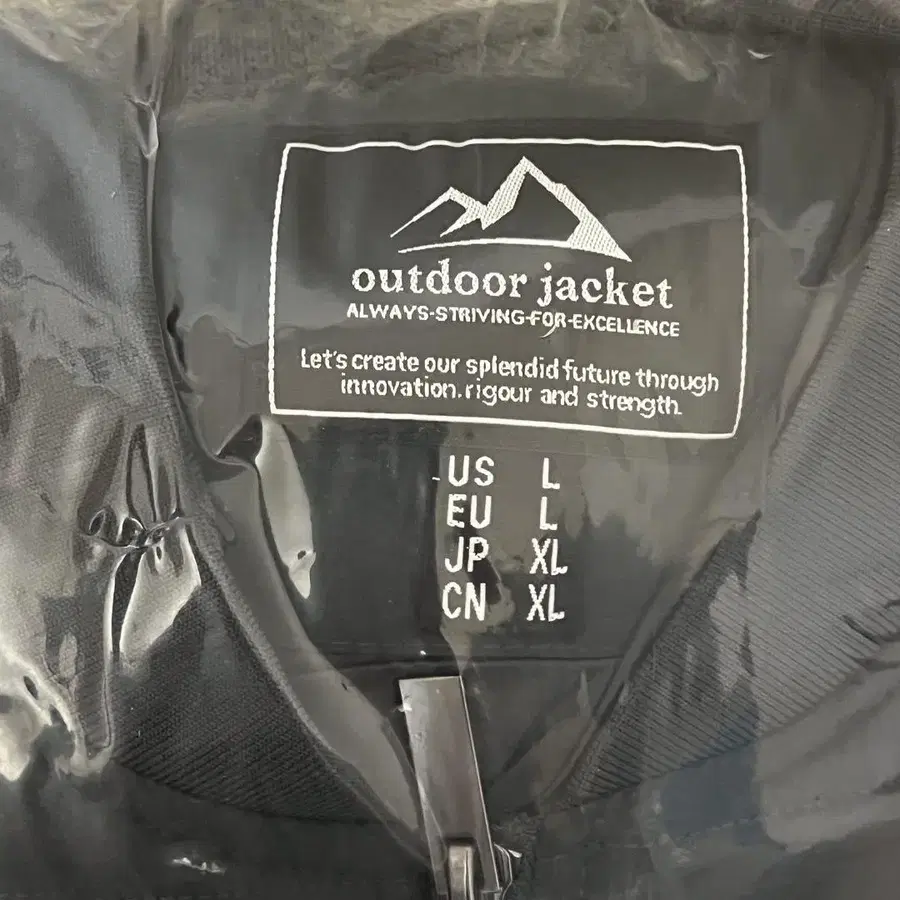 outdoor jacket
ALWAYS-STRIVING-FOR-EXCELLENCE
Let's create our splendid future through
innovation.rigour and strength.
US L
EU L
JP XL
CN XL